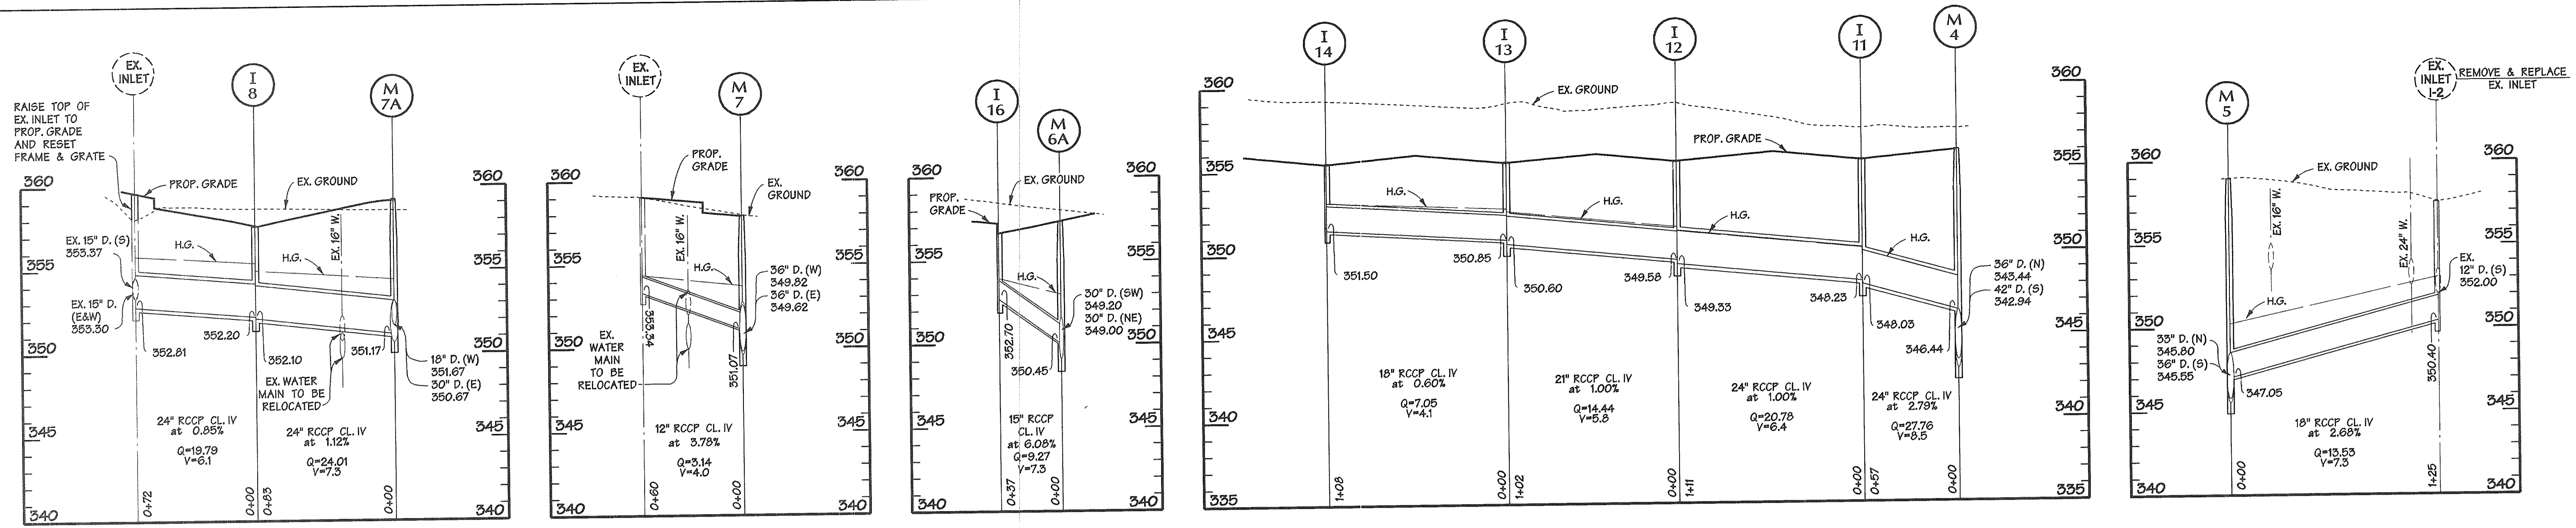 EX.
INLET
I
8
M
7A
RAISE TOP OF
EX. INLET TO
PROP. GRADE
AND RESET
FRAME & GRATE
360
PROP. GRADE
EX. GROUND
360
EX. 15" D. (S)
353.37
H.G.
H.G.
EX. 16" W.
355
355
EX. 15" D.
(E&W)
353.30
352.81
352.20
352.10
351.17
350
350
18" D. (W)
351.67
30" D. (E)
350.67
EX. WATER
MAIN TO BE
RELOCATED
24" RCCP CL. IV
at 0.85%
Q=19.79
V=6.1
24" RCCP CL. IV
at 1.12%
Q=24.01
V=7.3
345
345
340
0+72
0+00
0+83
0+00
340
EX.
INLET
M
7
PROP.
GRADE
EX.
GROUND
360
360
EX. 16" W.
H.G.
355
355
36" D. (W)
349.82
36" D. (E)
349.62
353.34
351.07
350
350
EX.
WATER
MAIN
TO BE
RELOCATED
12" RCCP CL. IV
at 3.78%
Q=3.14
V=4.0
345
345
340
0+60
0+00
340
I
16
M
6A
360
360
EX. GROUND
PROP.
GRADE
355
355
H.G.
30" D. (SW)
349.20
30" D. (NE)
349.00
352.70
350.45
350
350
15" RCCP
CL. IV
at 6.08%
Q=9.27
V=7.3
345
345
340
0+37
0+00
340
I
14
I
13
I
12
I
11
M
4
360
360
EX. GROUND
PROP. GRADE
355
355
H.G.
H.G.
H.G.
H.G.
350
350
351.50
350.85
350.60
349.58
349.33
348.23
348.03
346.44
36" D. (N)
343.44
42" D. (S)
342.94
345
345
18" RCCP CL. IV
at 0.60%
Q=7.05
V=4.1
21" RCCP CL. IV
at 1.00%
Q=14.44
V=5.8
24" RCCP CL. IV
at 1.00%
Q=20.78
V=6.4
24" RCCP CL. IV
at 2.79%
Q=27.76
V=8.5
340
340
335
1+08
0+00
1+02
0+00
1+11
0+00
0+57
0+00
335
M
5
EX.
INLET
I-2
REMOVE & REPLACE
EX. INLET
360
360
EX. GROUND
EX. 16" W.
EX. 24" W.
355
355
EX.
12" D. (S)
352.00
H.G.
350
350
33" D. (N)
345.80
36" D. (S)
345.55
347.05
350.40
345
345
18" RCCP CL. IV
at 2.68%
Q=13.53
V=7.3
340
0+00
1+25
340